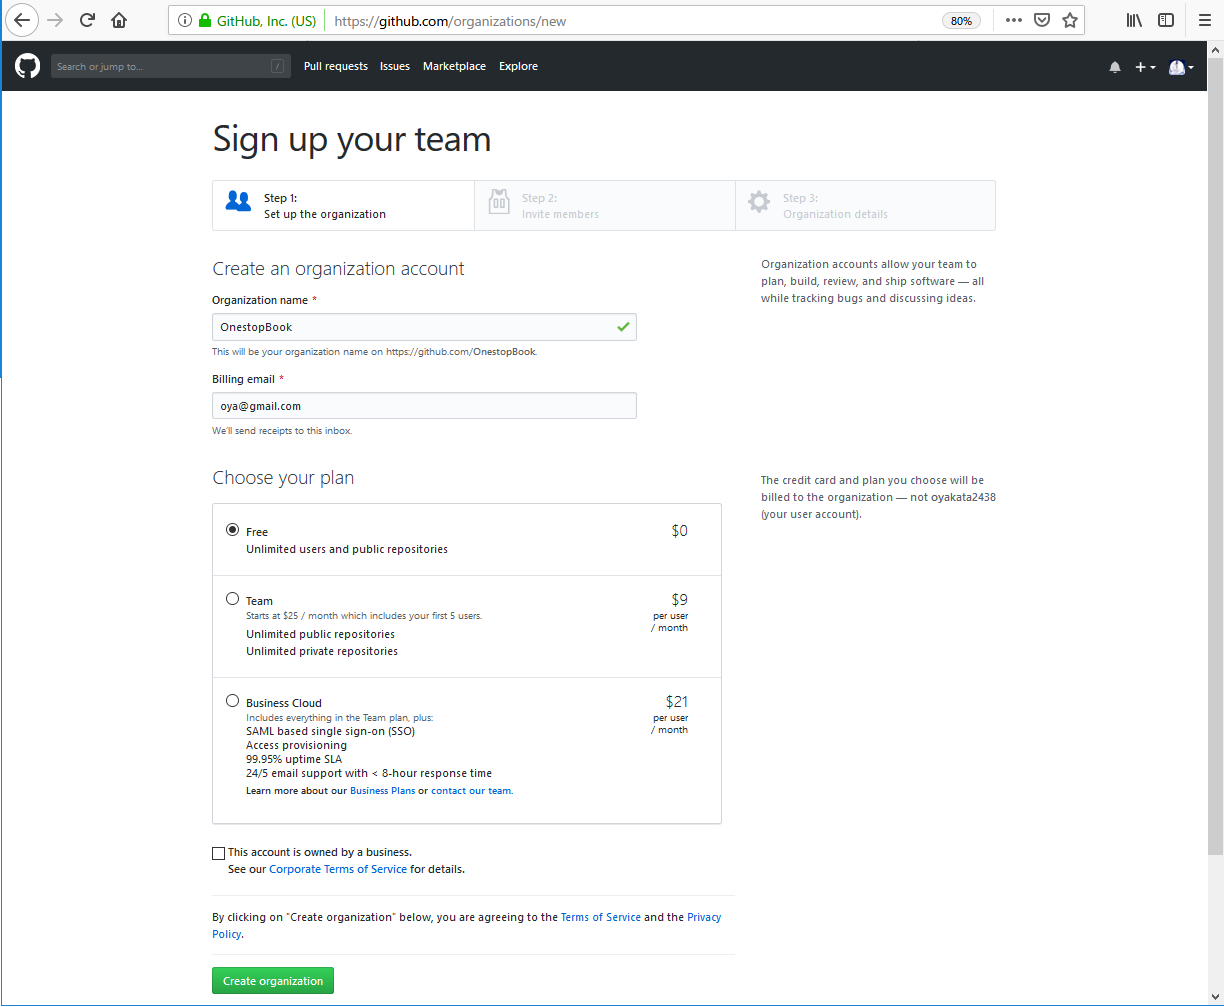 GitHub, Inc. (US)
https://github.com/organizations/new
80%
Search or jump to...
/
Pull requests
Issues
Marketplace
Explore
Sign up your team
Step 1:
Set up the organization
Step 2:
Invite members
Step 3:
Organization details
Create an organization account
Organization name *
OnestopBook
This will be your organization name on https://github.com/OnestopBook.
Billing email *
oya@gmail.com
We'll send receipts to this inbox.
Organization accounts allow your team to
plan, build, review, and ship software — all
while tracking bugs and discussing ideas.
Choose your plan
The credit card and plan you choose will be
billed to the organization — not oyakata2438
(your user account).
Free
$0
Unlimited users and public repositories
Team
$9
Starts at $25 / month which includes your first 5 users.
per user
/ month
Unlimited public repositories
Unlimited private repositories
Business Cloud
$21
Includes everything in the Team plan, plus:
per user
/ month
SAML based single sign-on (SSO)
Access provisioning
99.95% uptime SLA
24/5 email support with < 8-hour response time
Learn more about our Business Plans or contact our team.
This account is owned by a business.
See our Corporate Terms of Service for details.
By clicking on "Create organization" below, you are agreeing to the Terms of Service and the Privacy
Policy.
Create organization